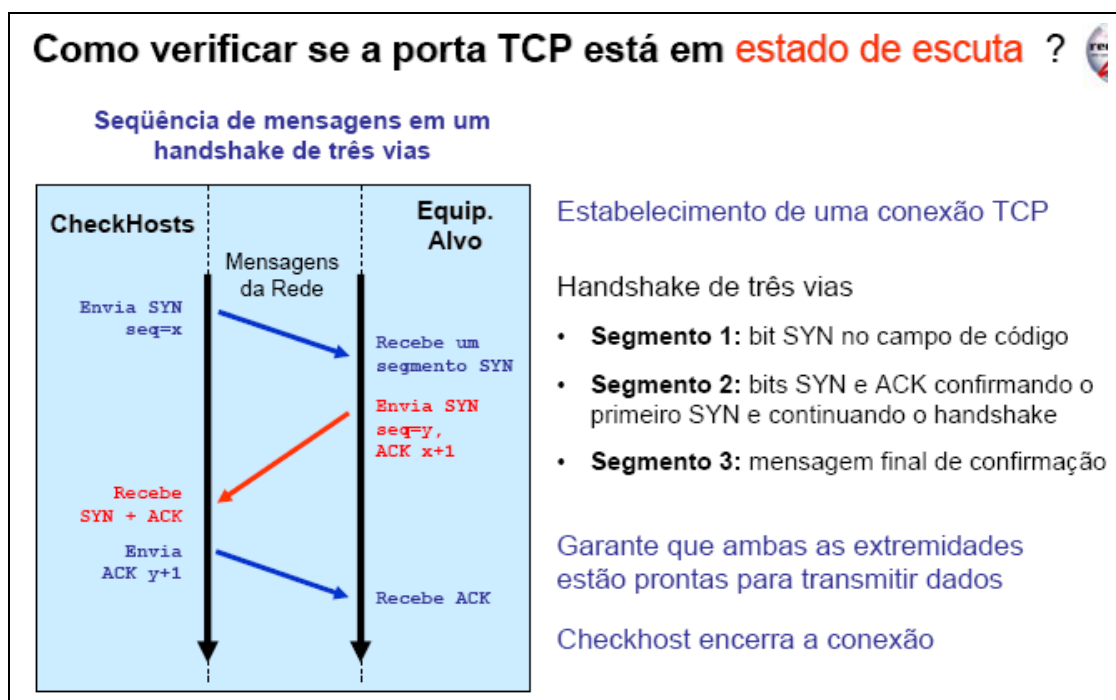 Como verificar se a porta TCP está em estado de escuta ?
Seqüência de mensagens em um
handshake de três vias
CheckHosts
Equip.
Alvo
Mensagens
da Rede
Envia SYN
seq=x
Recebe um
segmento SYN
Envia SYN
seq=y,
ACK x+1
Recebe
SYN + ACK
Envia
ACK y+1
Recebe ACK
Estabelecimento de uma conexão TCP
Handshake de três vias
• Segmento 1: bit SYN no campo de código
• Segmento 2: bits SYN e ACK confirmando o
primeiro SYN e continuando o handshake
• Segmento 3: mensagem final de confirmação
Garante que ambas as extremidades
estão prontas para transmitir dados
Checkhost encerra a conexão